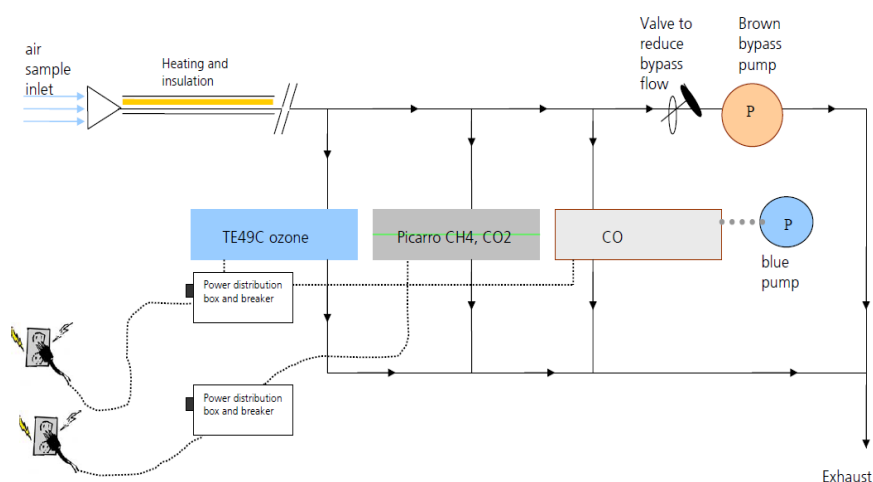 air
sample
inlet
Heating and
insulation
Valve to
reduce
bypass
flow
Brown
bypass
pump
P
TE49C ozone
Picarro CH4, CO2
CO
P
blue
pump
Power distribution
box and breaker
Power distribution
box and breaker
Exhaust